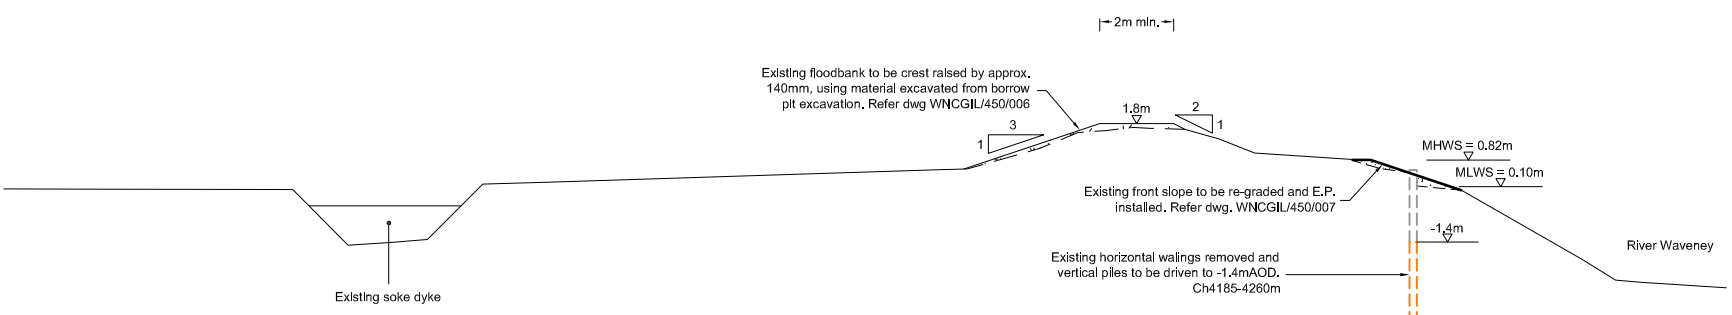 2m min.
Existing floodbank to be crest raised by approx.
140mm, using material excavated from borrow
pit excavation. Refer dwg WNCGIL/450/006
1.8m
2
1
3
1
MHWS = 0.82m
MLWS = 0.10m
Existing front slope to be re-graded and E.P.
installed. Refer dwg. WNCGIL/450/007
-1.4m
River Waveney
Existing horizontal walings removed and
vertical piles to be driven to -1.4mAOD.
Ch4185-4260m
Existing soke dyke